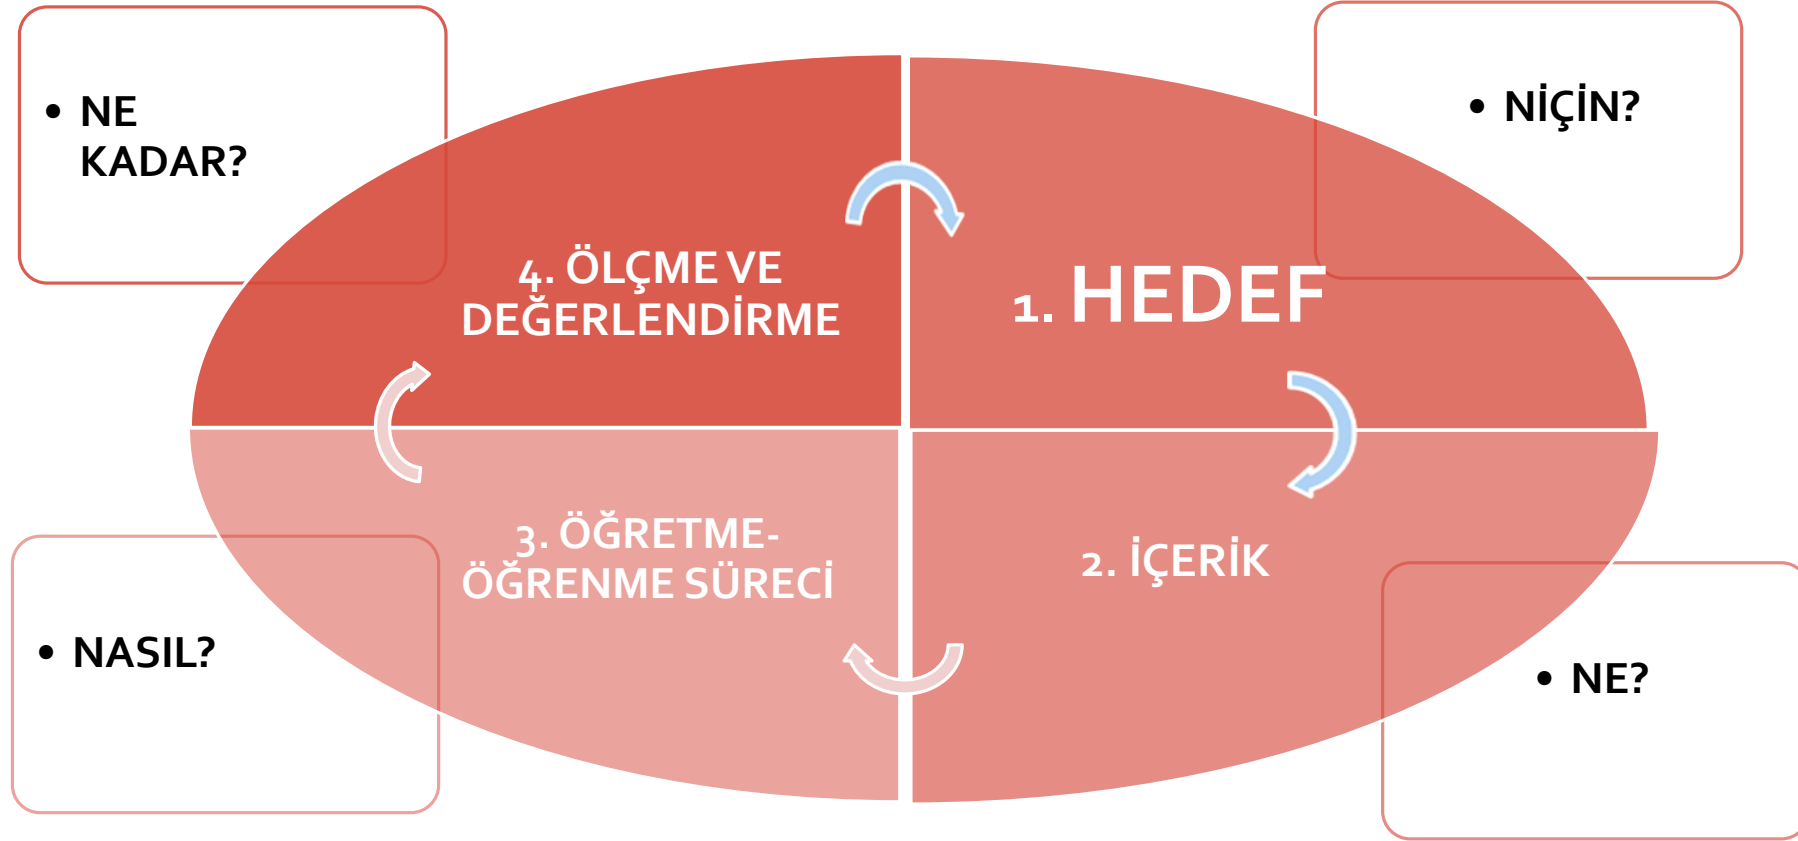 • NE
KADAR?
• NİÇİN?
4. ÖLÇME VE
DEĞERLENDİRME
1. HEDEF
3. ÖĞRETME-
ÖĞRENME SÜRECİ
2. İÇERİK
• NASIL?
• NE?